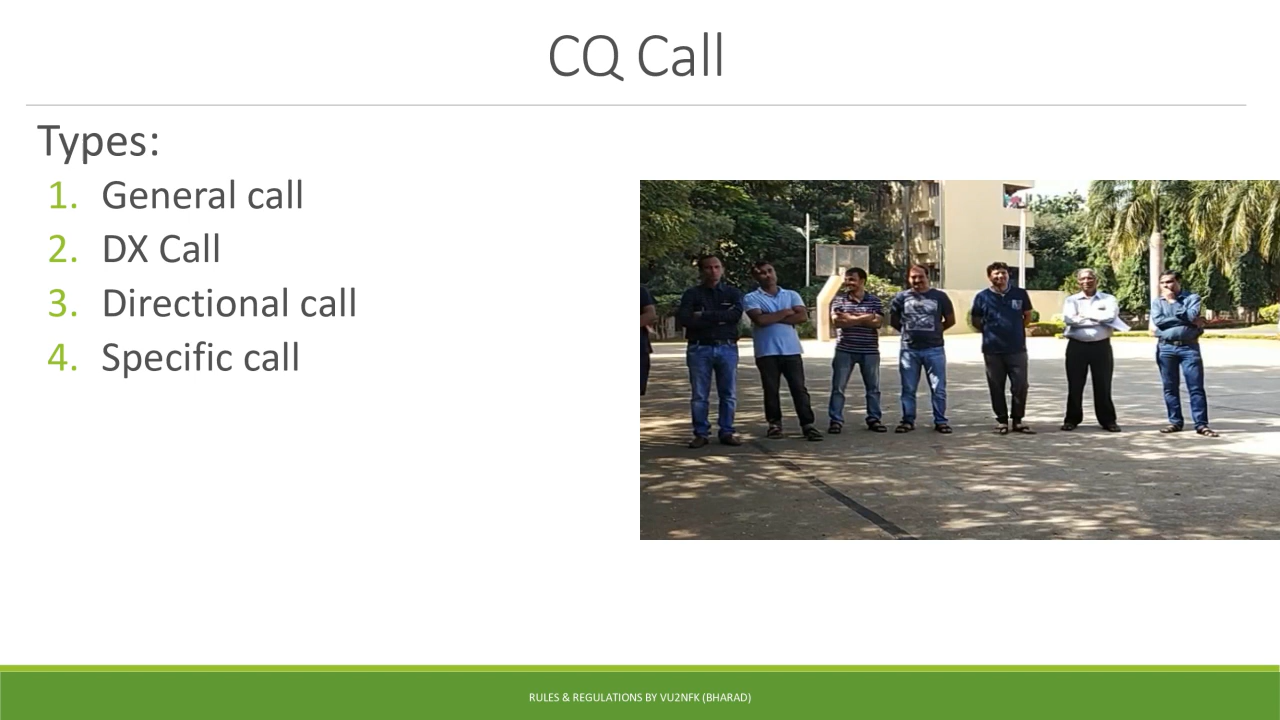 CQ Call
Types:
1. General call
2. DX Call
3. Directional call
4. Specific call
RULES & REGULATIONS BY VU2NFK (BHARAD)